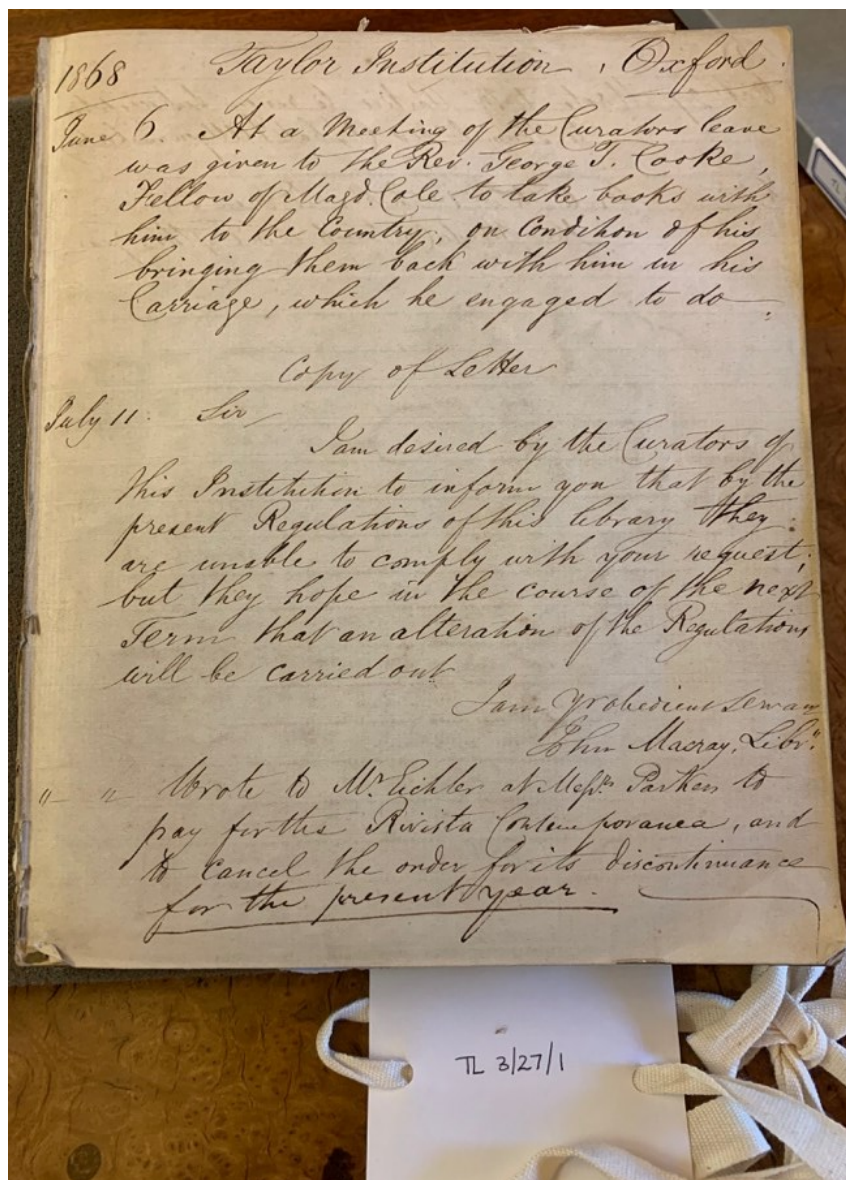 1868 Taylor Institution, Oxford.
June 6 At a Meeting of the Curators leave
was given to the Rev. George T. Cooke,
Fellow of Magd. Cole to take books with
him to the Country, on Condition of his
bringing them back with him in his
Carriage, which he engaged to do.
Copy of Letter
July 11. Sir
I am desired by the Curators of
this Institution to inform you that by the
present Regulations of this library they
are unable to comply with your request;
but they hope in the course of the next
Term that an alteration of the Regulations
will be carried out
I am yr obedient servan
John Macray, Libr.
" " Wrote to Mr Eichler at Messrs Parkers to
pay for the Rivista Contemporanea, and
to cancel the order for its discontinuance
for the present year.
TL 3/27/1